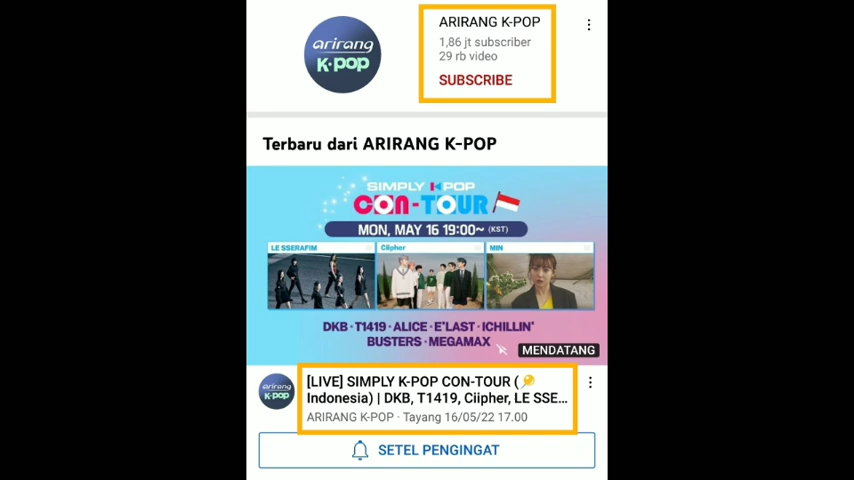 ARIRANG K-POP
1,86 jt subscriber
29 rb video
SUBSCRIBE
arirang
K·pop
Terbaru dari ARIRANG K-POP
SIMPLY K POP
CON-TOUR
MON, MAY 16 19:00~ (KST)
LE SSERAFIM
Ciipher
MIN
DKB · T1419 · ALICE · E'LAST · ICHILLIN'
BUSTERS · MEGAMAX
MENDATANG
arirang
K·pop
[LIVE] SIMPLY K-POP CON-TOUR (🪘
Indonesia) | DKB, T1419, Ciipher, LE SSE...
ARIRANG K-POP · Tayang 16/05/22 17.00
SETEL PENGINGAT